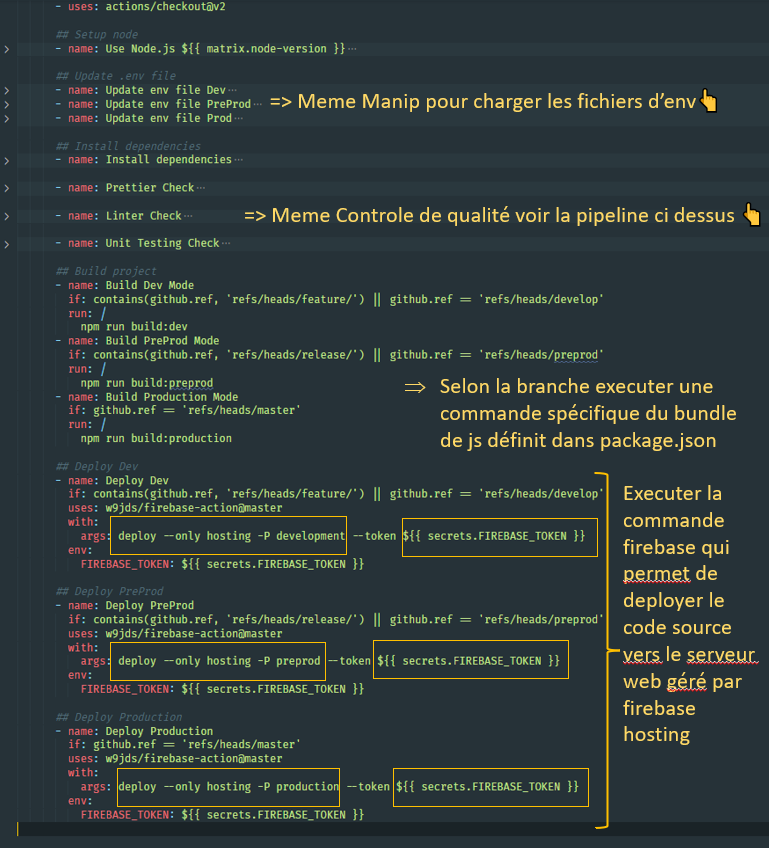 - uses: actions/checkout@v2
## Setup node
- name: Use Node.js ${{ matrix.node-version }}…
## Update .env file
- name: Update env file Dev…
- name: Update env file PreProd… => Meme Manip pour charger les fichiers d’env 👆
- name: Update env file Prod…
## Install dependencies
- name: Install dependencies…
- name: Prettier Check…
- name: Linter Check… => Meme Controle de qualité voir la pipeline ci dessus 👆
- name: Unit Testing Check…
## Build project
- name: Build Dev Mode
if: contains(github.ref, 'refs/heads/feature/') || github.ref == 'refs/heads/develop'
run: |
npm run build:dev
- name: Build PreProd Mode
if: contains(github.ref, 'refs/heads/release/') || github.ref == 'refs/heads/preprod'
run: |
npm run build:preprod
- name: Build Production Mode
if: github.ref == 'refs/heads/master'
run: |
npm run build:production
⇒ Selon la branche executer une
commande spécifique du bundle
de js définit dans package.json
## Deploy Dev
- name: Deploy Dev
if: contains(github.ref, 'refs/heads/feature/') || github.ref == 'refs/heads/develop'
uses: w9jds/firebase-action@master
with:
args: deploy --only hosting -P development --token ${{ secrets.FIREBASE_TOKEN }}
env:
FIREBASE_TOKEN: ${{ secrets.FIREBASE_TOKEN }}
## Deploy PreProd
- name: Deploy PreProd
if: contains(github.ref, 'refs/heads/release/') || github.ref == 'refs/heads/preprod'
uses: w9jds/firebase-action@master
with:
args: deploy --only hosting -P preprod --token ${{ secrets.FIREBASE_TOKEN }}
env:
FIREBASE_TOKEN: ${{ secrets.FIREBASE_TOKEN }}
## Deploy Production
- name: Deploy Production
if: github.ref == 'refs/heads/master'
uses: w9jds/firebase-action@master
with:
args: deploy --only hosting -P production --token ${{ secrets.FIREBASE_TOKEN }}
env:
FIREBASE_TOKEN: ${{ secrets.FIREBASE_TOKEN }}
Executer la
commande
firebase qui
permet de
deployer le
code source
vers le serveur
web géré par
firebase
hosting